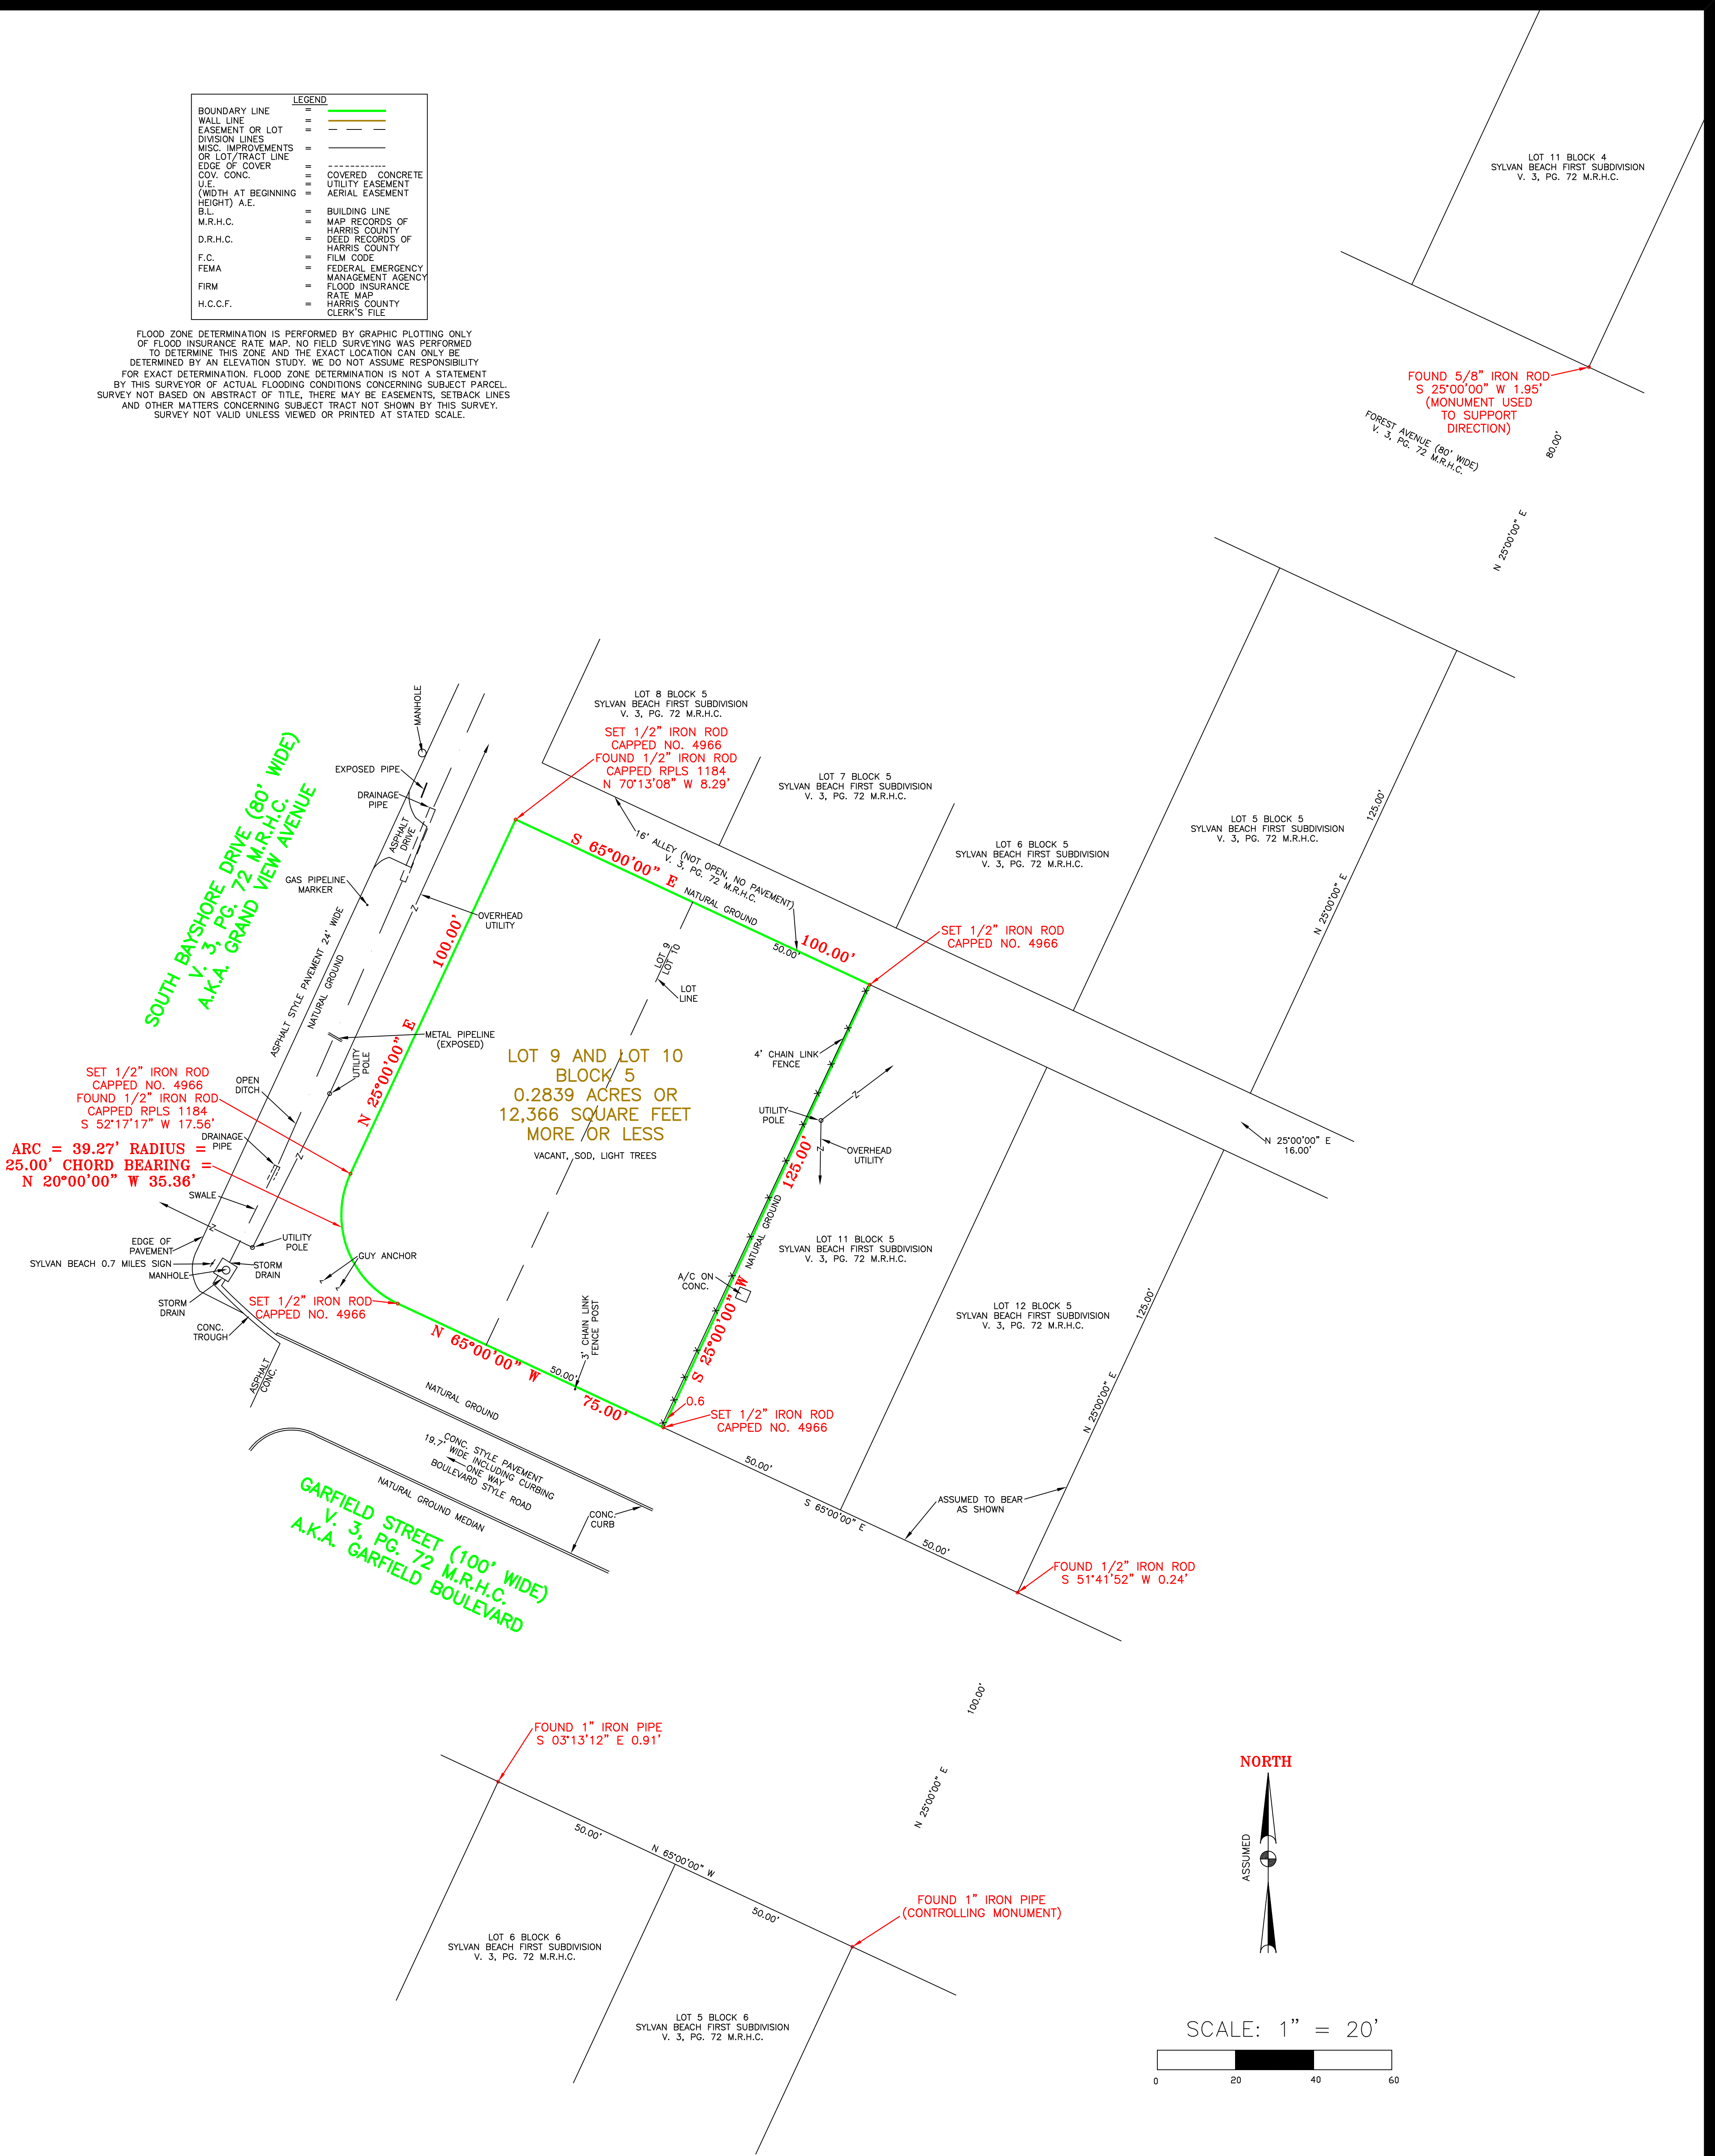 LEGEND
BOUNDARY LINE =
WALL LINE =
EASEMENT OR LOT =
DIVISION LINES
MISC. IMPROVEMENTS =
OR LOT/TRACT LINE
EDGE OF COVER =
COV. CONC. = COVERED CONCRETE
U.E. = UTILITY EASEMENT
(WIDTH AT BEGINNING = AERIAL EASEMENT
HEIGHT) A.E.
B.L. = BUILDING LINE
M.R.H.C. = MAP RECORDS OF
HARRIS COUNTY
D.R.H.C. = DEED RECORDS OF
HARRIS COUNTY
F.C. = FILM CODE
FEMA = FEDERAL EMERGENCY
MANAGEMENT AGENCY
FIRM = FLOOD INSURANCE
RATE MAP
H.C.C.F. = HARRIS COUNTY
CLERK'S FILE
FLOOD ZONE DETERMINATION IS PERFORMED BY GRAPHIC PLOTTING ONLY
OF FLOOD INSURANCE RATE MAP. NO FIELD SURVEYING WAS PERFORMED
TO DETERMINE THIS ZONE AND THE EXACT LOCATION CAN ONLY BE
DETERMINED BY AN ELEVATION STUDY. WE DO NOT ASSUME RESPONSIBILITY
FOR EXACT DETERMINATION. FLOOD ZONE DETERMINATION IS NOT A STATEMENT
BY THIS SURVEYOR OF ACTUAL FLOODING CONDITIONS CONCERNING SUBJECT PARCEL.
SURVEY NOT BASED ON ABSTRACT OF TITLE, THERE MAY BE EASEMENTS, SETBACK LINES
AND OTHER MATTERS CONCERNING SUBJECT TRACT NOT SHOWN BY THIS SURVEY.
SURVEY NOT VALID UNLESS VIEWED OR PRINTED AT STATED SCALE.
LOT 11 BLOCK 4
SYLVAN BEACH FIRST SUBDIVISION
V. 3, PG. 72 M.R.H.C.
FOUND 5/8" IRON ROD
S 25°00'00" W 1.95'
(MONUMENT USED
TO SUPPORT
DIRECTION)
FOREST AVENUE (80' WIDE)
V. 3, PG. 72 M.R.H.C.
80.00'
N 25°00'00" E
LOT 8 BLOCK 5
SYLVAN BEACH FIRST SUBDIVISION
V. 3, PG. 72 M.R.H.C.
SET 1/2" IRON ROD
CAPPED NO. 4966
FOUND 1/2" IRON ROD
CAPPED RPLS 1184
N 70°13'08" W 8.29'
LOT 7 BLOCK 5
SYLVAN BEACH FIRST SUBDIVISION
V. 3, PG. 72 M.R.H.C.
LOT 6 BLOCK 5
SYLVAN BEACH FIRST SUBDIVISION
V. 3, PG. 72 M.R.H.C.
LOT 5 BLOCK 5
SYLVAN BEACH FIRST SUBDIVISION
V. 3, PG. 72 M.R.H.C.
125.00'
N 25°00'00" E
MANHOLE
EXPOSED PIPE
DRAINAGE
PIPE
ASPHALT
DRIVE
GAS PIPELINE
MARKER
SOUTH BAYSHORE DRIVE (80' WIDE)
V. 3, PG. 72 M.R.H.C.
A.K.A. GRAND VIEW AVENUE
ASPHALT STYLE PAVEMENT 24' WIDE
NATURAL GROUND
OVERHEAD
UTILITY
Z
100.00'
N 25°00'00" E
S 65°00'00" E
100.00'
16' ALLEY (NOT OPEN, NO PAVEMENT)
V. 3, PG. 72 M.R.H.C.
NATURAL GROUND
50.00'
SET 1/2" IRON ROD
CAPPED NO. 4966
LOT 9
LOT 10
LOT
LINE
METAL PIPELINE
(EXPOSED)
UTILITY
POLE
OPEN
DITCH
SET 1/2" IRON ROD
CAPPED NO. 4966
FOUND 1/2" IRON ROD
CAPPED RPLS 1184
S 52°17'17" W 17.56'
DRAINAGE
PIPE
ARC = 39.27' RADIUS =
25.00' CHORD BEARING =
N 20°00'00" W 35.36'
LOT 9 AND LOT 10
BLOCK 5
0.2839 ACRES OR
12,366 SQUARE FEET
MORE OR LESS
VACANT, SOD, LIGHT TREES
4' CHAIN LINK
FENCE
UTILITY
POLE
Z
Z
OVERHEAD
UTILITY
125.00'
NATURAL GROUND
S 25°00'00" W
N 25°00'00" E
16.00'
LOT 11 BLOCK 5
SYLVAN BEACH FIRST SUBDIVISION
V. 3, PG. 72 M.R.H.C.
A/C ON
CONC.
LOT 12 BLOCK 5
SYLVAN BEACH FIRST SUBDIVISION
V. 3, PG. 72 M.R.H.C.
125.00'
N 25°00'00" E
Z
Z
SWALE
EDGE OF
PAVEMENT
UTILITY
POLE
SYLVAN BEACH 0.7 MILES SIGN
STORM
DRAIN
MANHOLE
STORM
DRAIN
CONC.
TROUGH
ASPHALT
CONC.
GUY ANCHOR
SET 1/2" IRON ROD
CAPPED NO. 4966
N 65°00'00" W
50.00'
75.00'
3' CHAIN LINK
FENCE POST
0.6
SET 1/2" IRON ROD
CAPPED NO. 4966
NATURAL GROUND
CONC. STYLE PAVEMENT
19.7' WIDE INCLUDING CURBING
ONE WAY
BOULEVARD STYLE ROAD
NATURAL GROUND MEDIAN
CONC.
CURB
GARFIELD STREET (100' WIDE)
V. 3, PG. 72 M.R.H.C.
A.K.A. GARFIELD BOULEVARD
50.00'
S 65°00'00" E
50.00'
ASSUMED TO BEAR
AS SHOWN
FOUND 1/2" IRON ROD
S 51°41'52" W 0.24'
100.00'
N 25°00'00" E
FOUND 1" IRON PIPE
S 03°13'12" E 0.91'
50.00'
N 65°00'00" W
50.00'
FOUND 1" IRON PIPE
(CONTROLLING MONUMENT)
LOT 6 BLOCK 6
SYLVAN BEACH FIRST SUBDIVISION
V. 3, PG. 72 M.R.H.C.
LOT 5 BLOCK 6
SYLVAN BEACH FIRST SUBDIVISION
V. 3, PG. 72 M.R.H.C.
NORTH
ASSUMED
SCALE: 1" = 20'
0 20 40 60